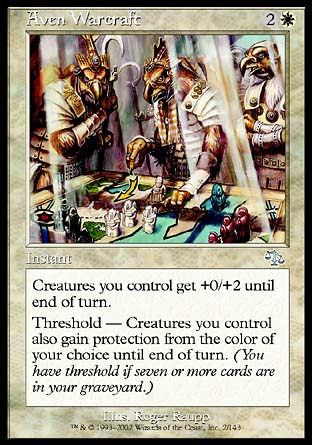 Aven Warcraft 2
Instant
Creatures you control get +0/+2 until
end of turn.
Threshold — Creatures you control
also gain protection from the color of
your choice until end of turn. (You
have threshold if seven or more cards are
in your graveyard.)
Illus. Roger Raupp
™ & © 1993–2002 Wizards of the Coast, Inc. 2/143